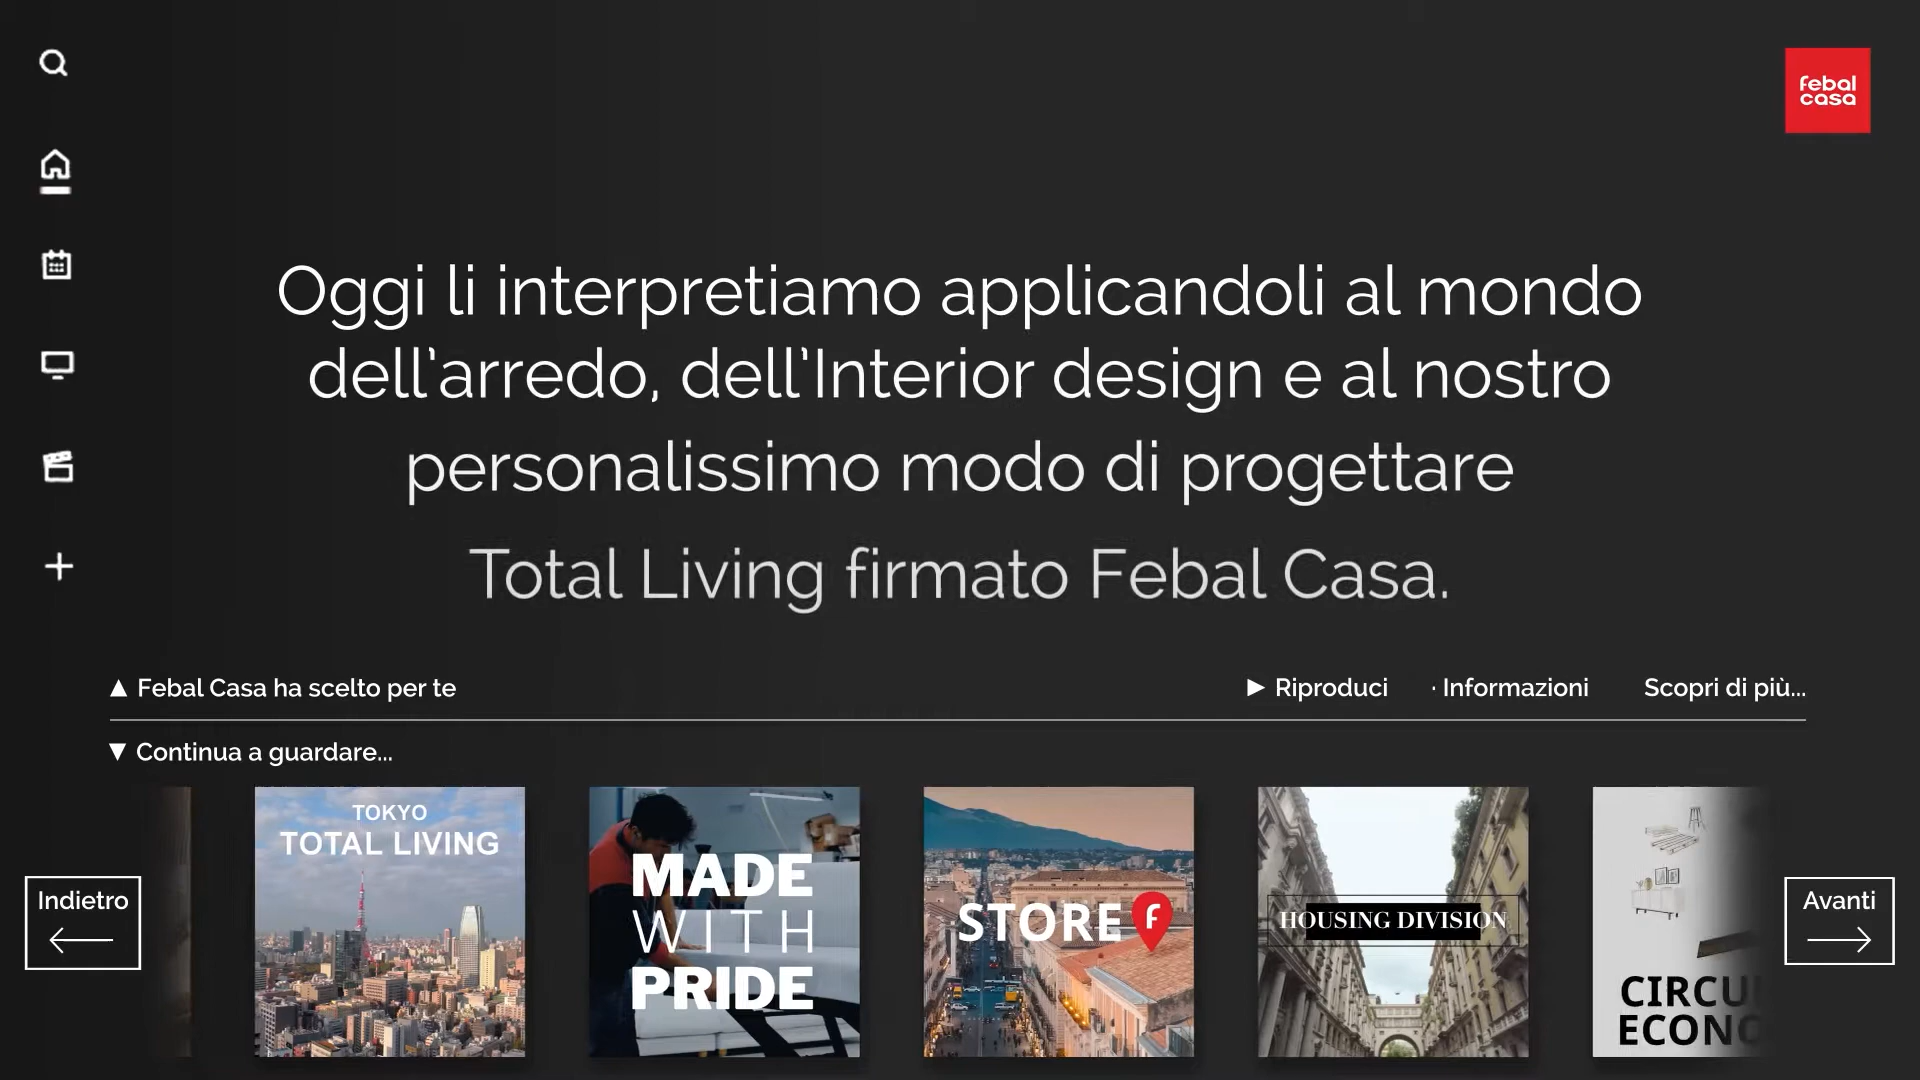 febal
casa
Oggi li interpretiamo applicandoli al mondo
dell'arredo, dell'Interior design e al nostro
personalissimo modo di progettare
Total Living firmato Febal Casa.
▲ Febal Casa ha scelto per te
▶ Riproduci · Informazioni Scopri di più...
▼ Continua a guardare...
Indietro
TOKYO
TOTAL LIVING
MADE
WITH
PRIDE
STORE
HOUSING DIVISION
CIRCU
ECONO
Avanti